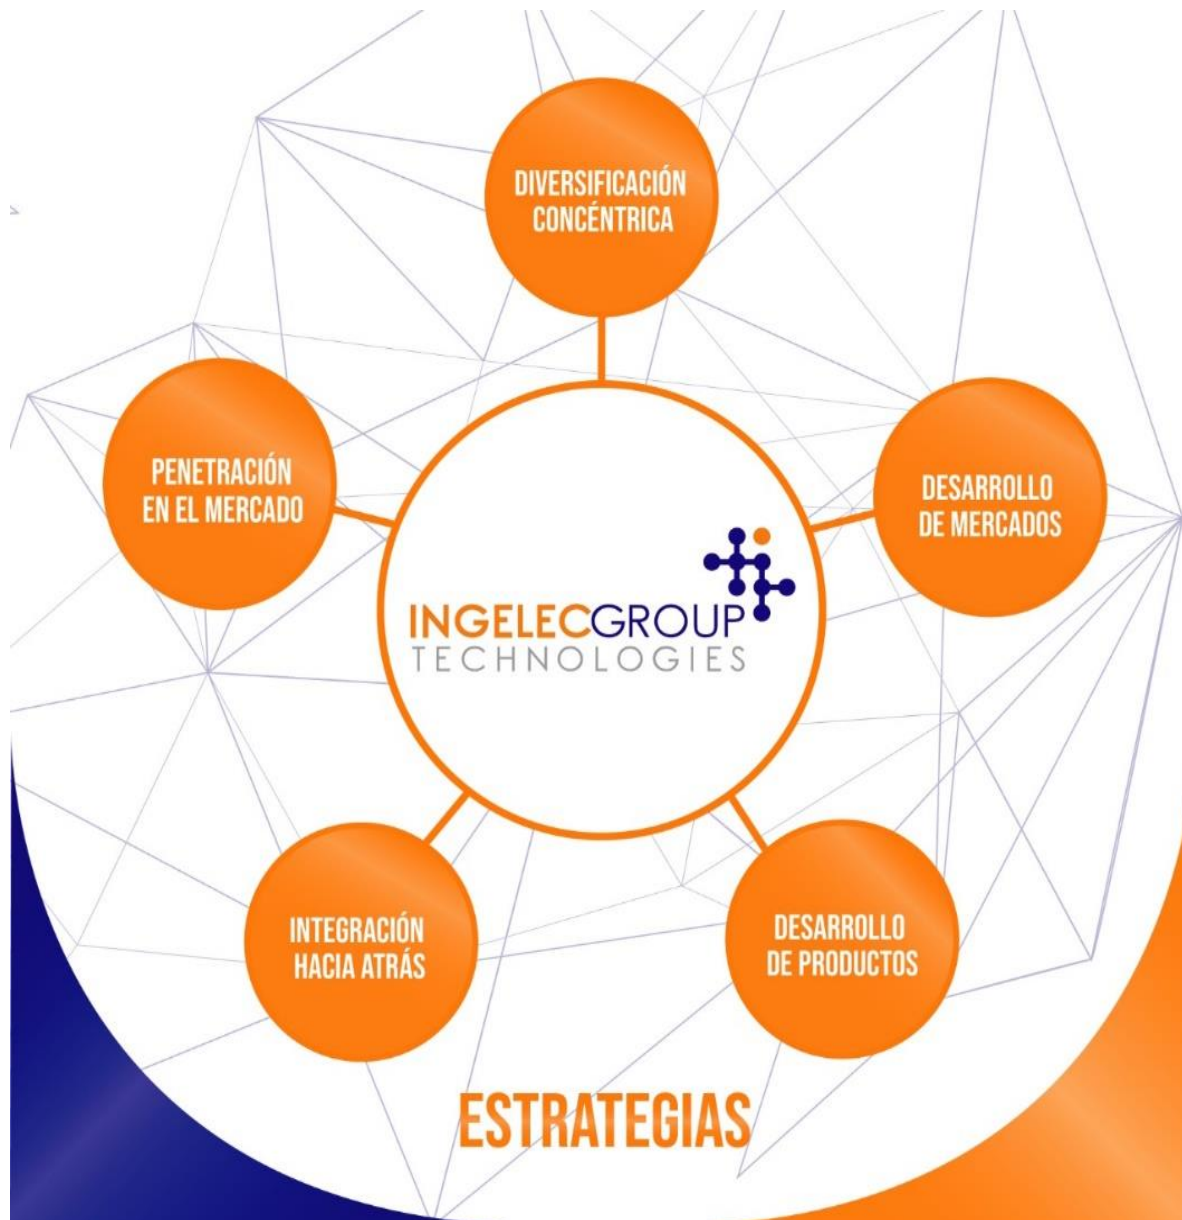 DIVERSIFICACIÓN
CONCÉNTRICA
PENETRACIÓN
EN EL MERCADO
DESARROLLO
DE MERCADOS
INGELECGROUP
TECHNOLOGIES
INTEGRACIÓN
HACIA ATRÁS
DESARROLLO
DE PRODUCTOS
ESTRATEGIAS